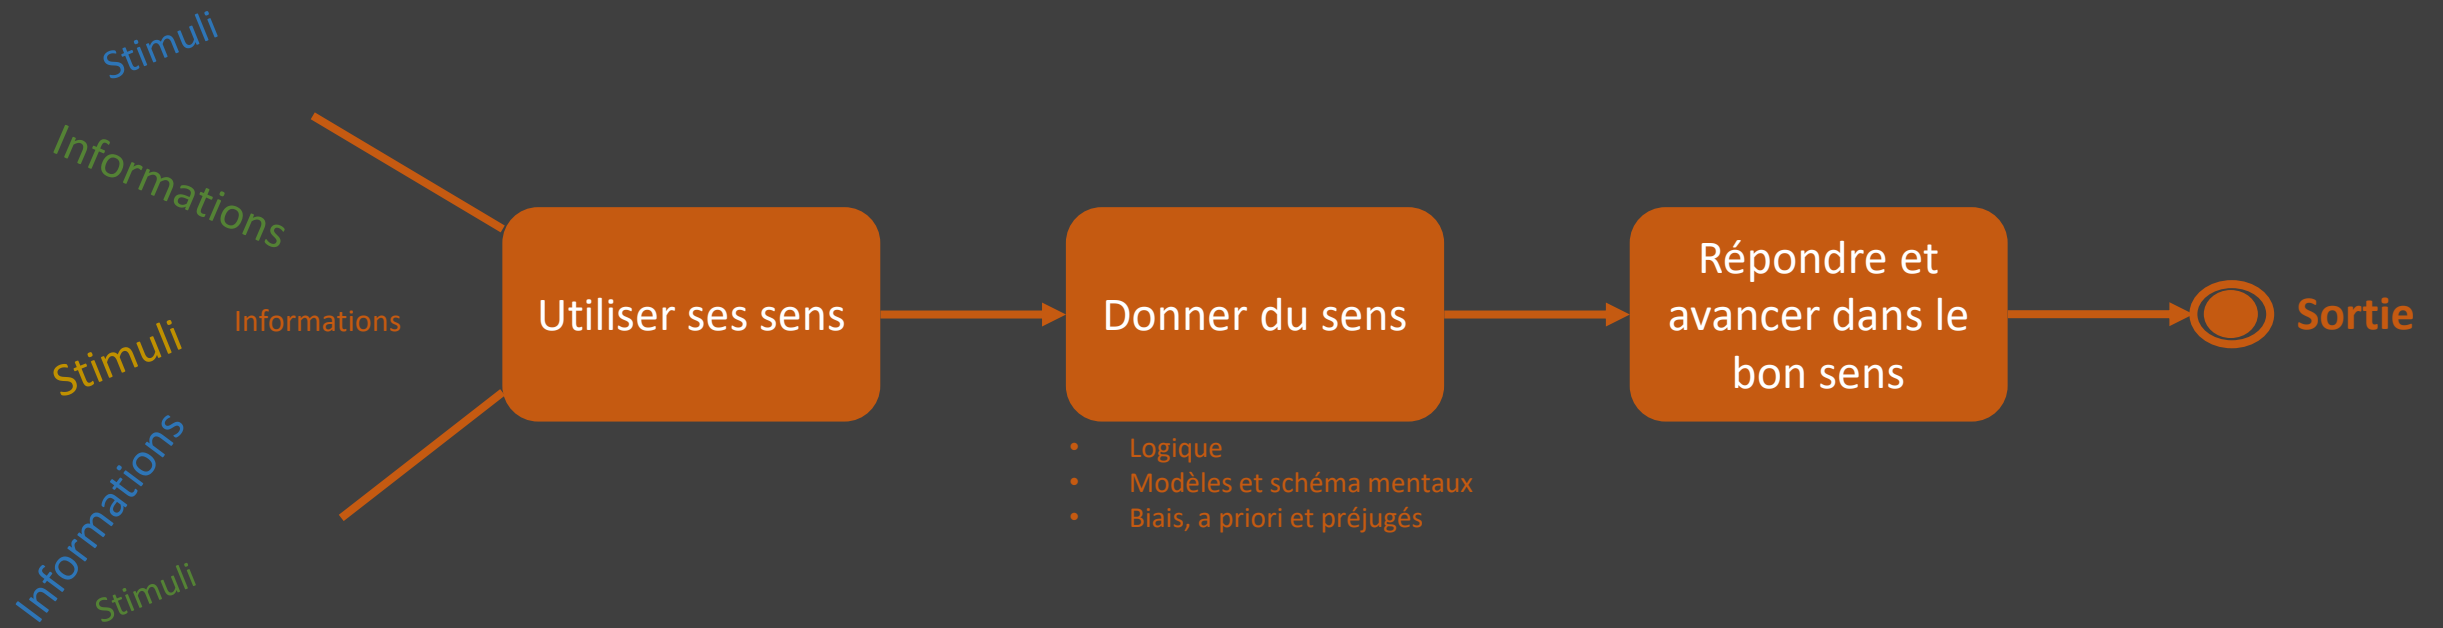 Stimuli
Informations
Informations
Stimuli
Informations
Stimuli
Utiliser ses sens
Donner du sens
• Logique
• Modèles et schéma mentaux
• Biais, a priori et préjugés
Répondre et
avancer dans le
bon sens
Sortie